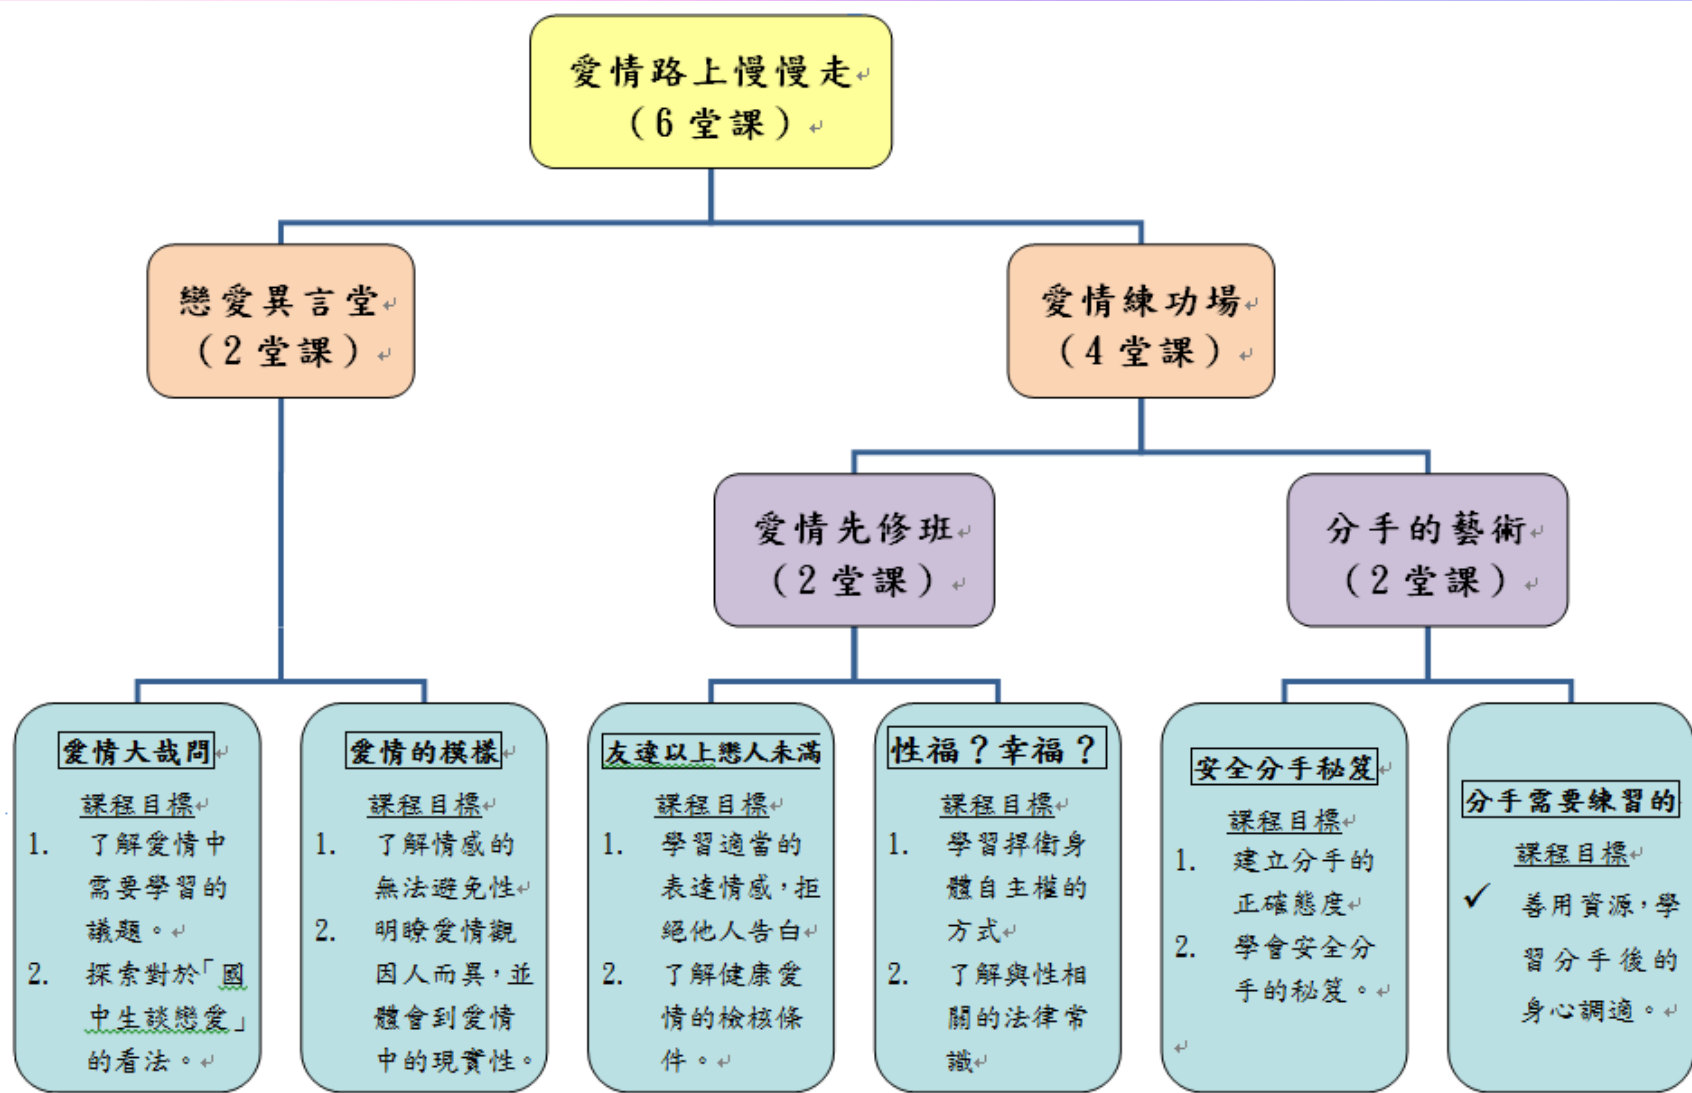 愛情路上慢慢走
(6 堂課)
戀愛異言堂
(2 堂課)
愛情練功場
(4 堂課)
愛情先修班
(2 堂課)
分手的藝術
(2 堂課)
愛情大哉問
課程目標
1. 了解愛情中
需要學習的
議題。
2. 探索對於「國
中生談戀愛」
的看法。
愛情的模樣
課程目標
1. 了解情感的
無法避免性
2. 明瞭愛情觀
因人而異,並
體會到愛情
中的現實性。
友達以上戀人未滿
課程目標
1. 學習適當的
表達情感,拒
絕他人告白
2. 了解健康愛
情的檢核條
件。
性福?幸福?
課程目標
1. 學習捍衛身
體自主權的
方式
2. 了解與性相
關的法律常
識
安全分手秘笈
課程目標
1. 建立分手的
正確態度
2. 學會安全分
手的秘笈。
分手需要練習的
課程目標
✓ 善用資源,學
習分手後的
身心調適。